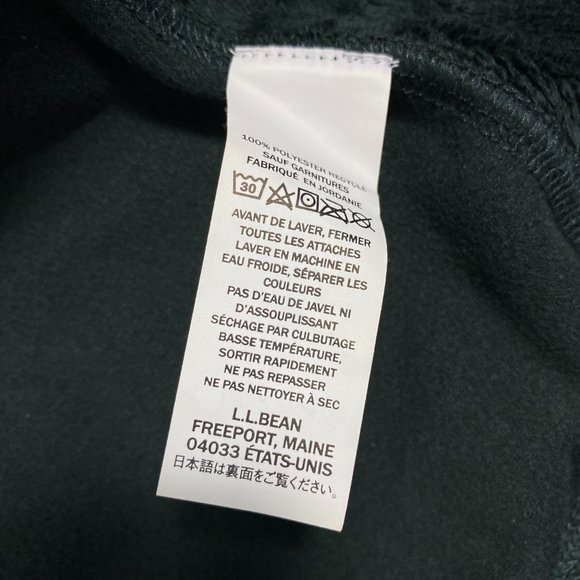 100% POLYESTER RECYCLÉ
SAUF GARNITURES
FABRIQUÉ EN JORDANIE
30
AVANT DE LAVER, FERMER
TOUTES LES ATTACHES
LAVER EN MACHINE EN
EAU FROIDE, SÉPARER LES
COULEURS
PAS D'EAU DE JAVEL NI
D'ASSOUPLISSANT
SÉCHAGE PAR CULBUTAGE
BASSE TEMPÉRATURE,
SORTIR RAPIDEMENT
NE PAS REPASSER
NE PAS NETTOYER À SEC
L.L.BEAN
FREEPORT, MAINE
04033 ÉTATS-UNIS
日本語は裏面をご覧ください。